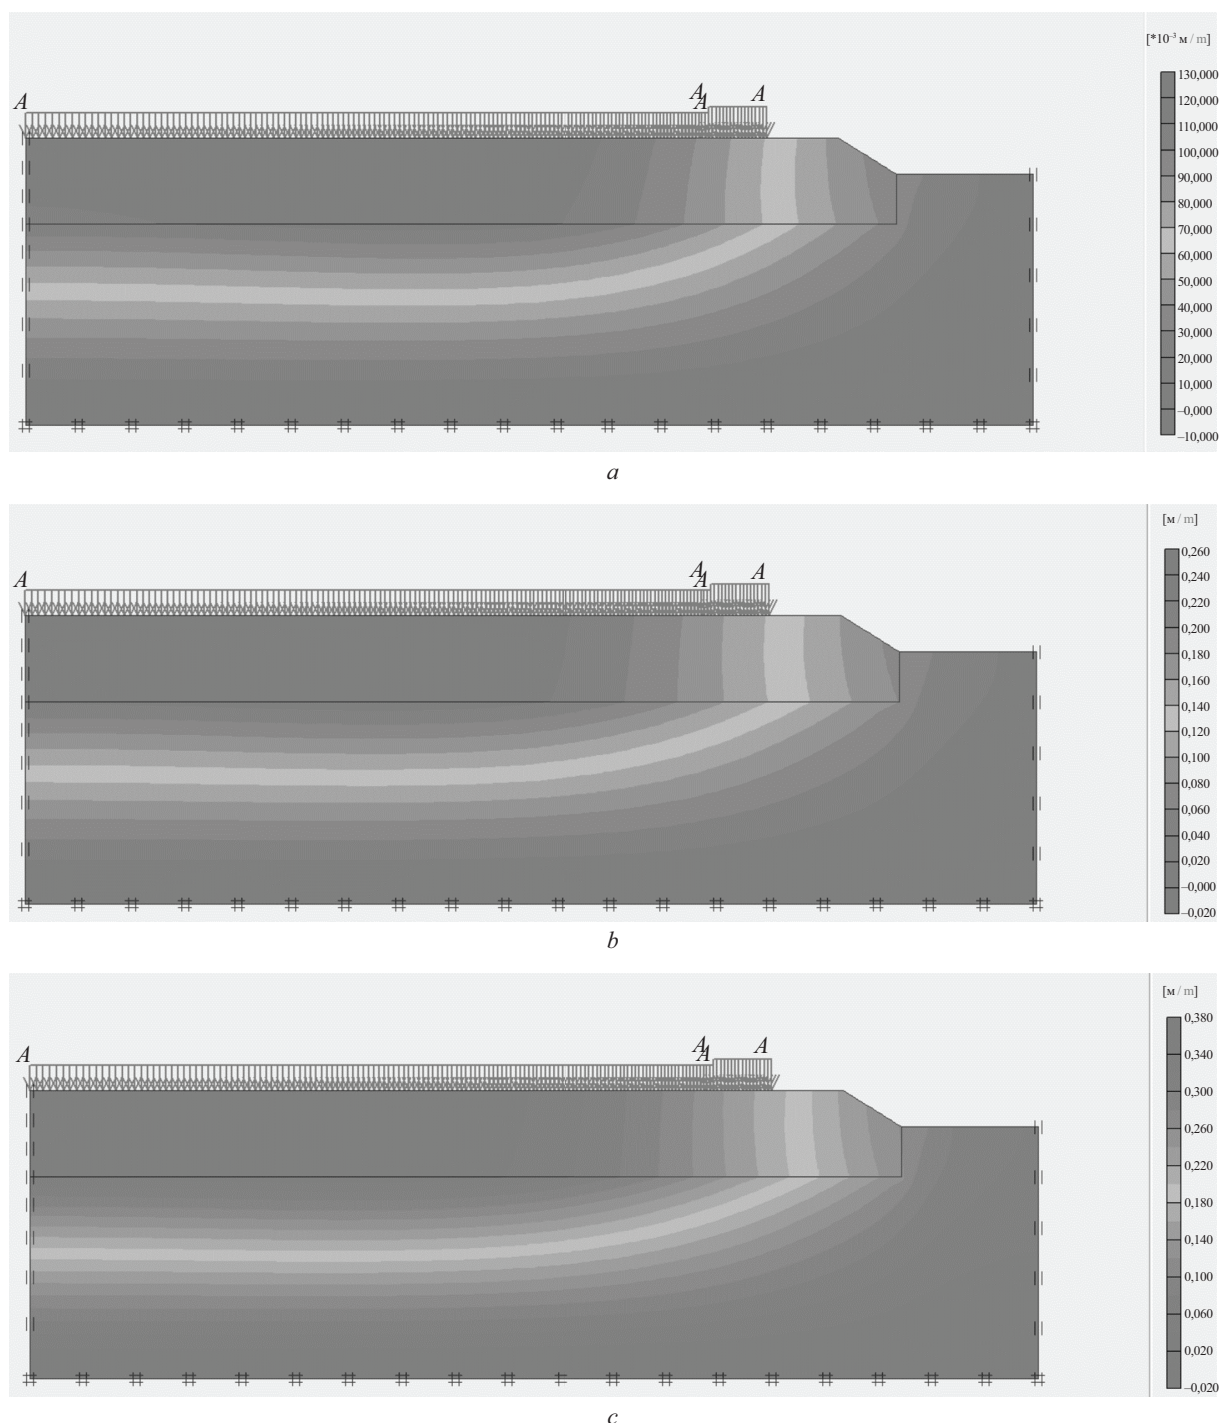 [*10⁻³ м / m]
A
A
A
A
130,000
120,000
110,000
100,000
90,000
80,000
70,000
60,000
50,000
40,000
30,000
20,000
10,000
–0,000
–10,000
a
[м / m]
A
A
A
A
0,260
0,240
0,220
0,200
0,180
0,160
0,140
0,120
0,100
0,080
0,060
0,040
0,020
–0,000
–0,020
b
[м / m]
A
A
A
A
0,380
0,340
0,300
0,260
0,220
0,180
0,140
0,100
0,060
0,020
–0,020
c